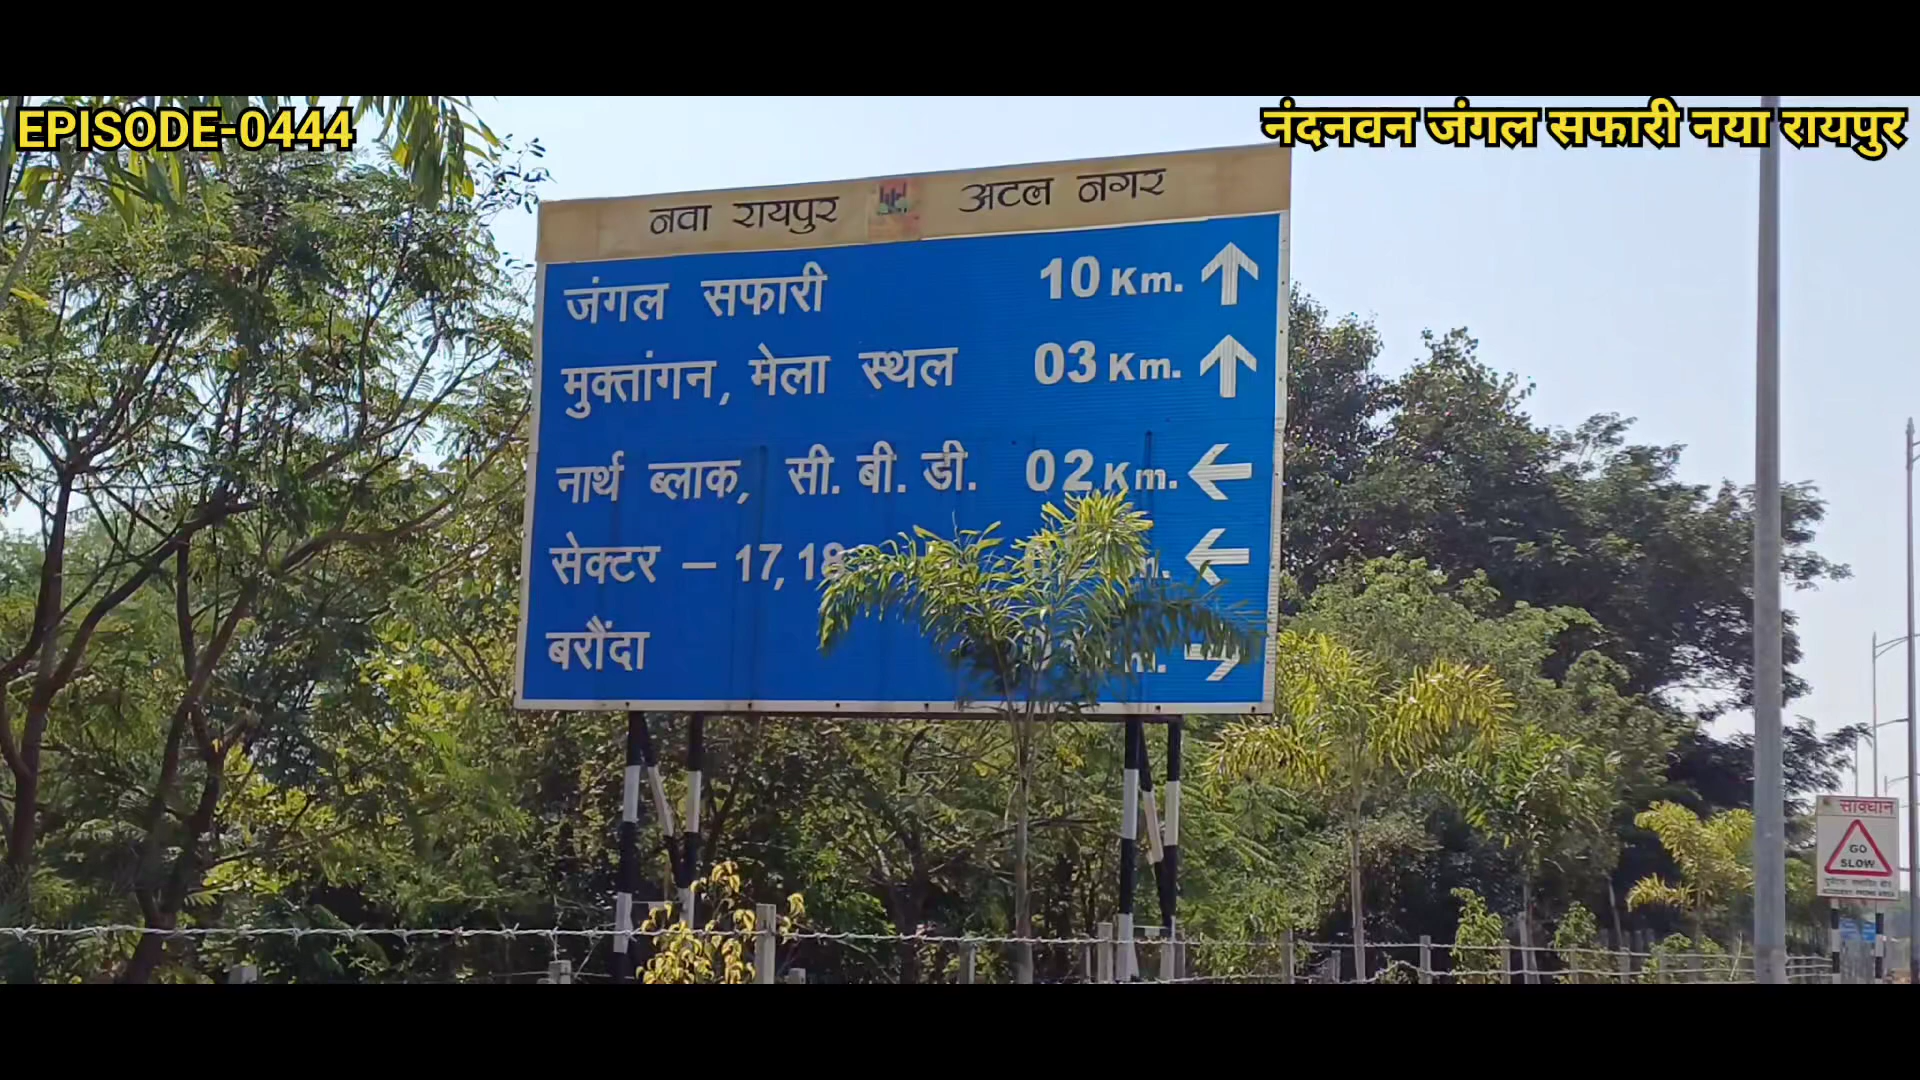 EPISODE-0444
नंदनवन जंगल सफारी नया रायपुर
नवा रायपुर अटल नगर
जंगल सफारी 10 Km.
मुक्तांगन, मेला स्थल 03 Km.
नार्थ ब्लाक, सी. बी. डी. 02 Km.
सेक्टर – 17, 18
बरौंदा
सावधान
GO
SLOW